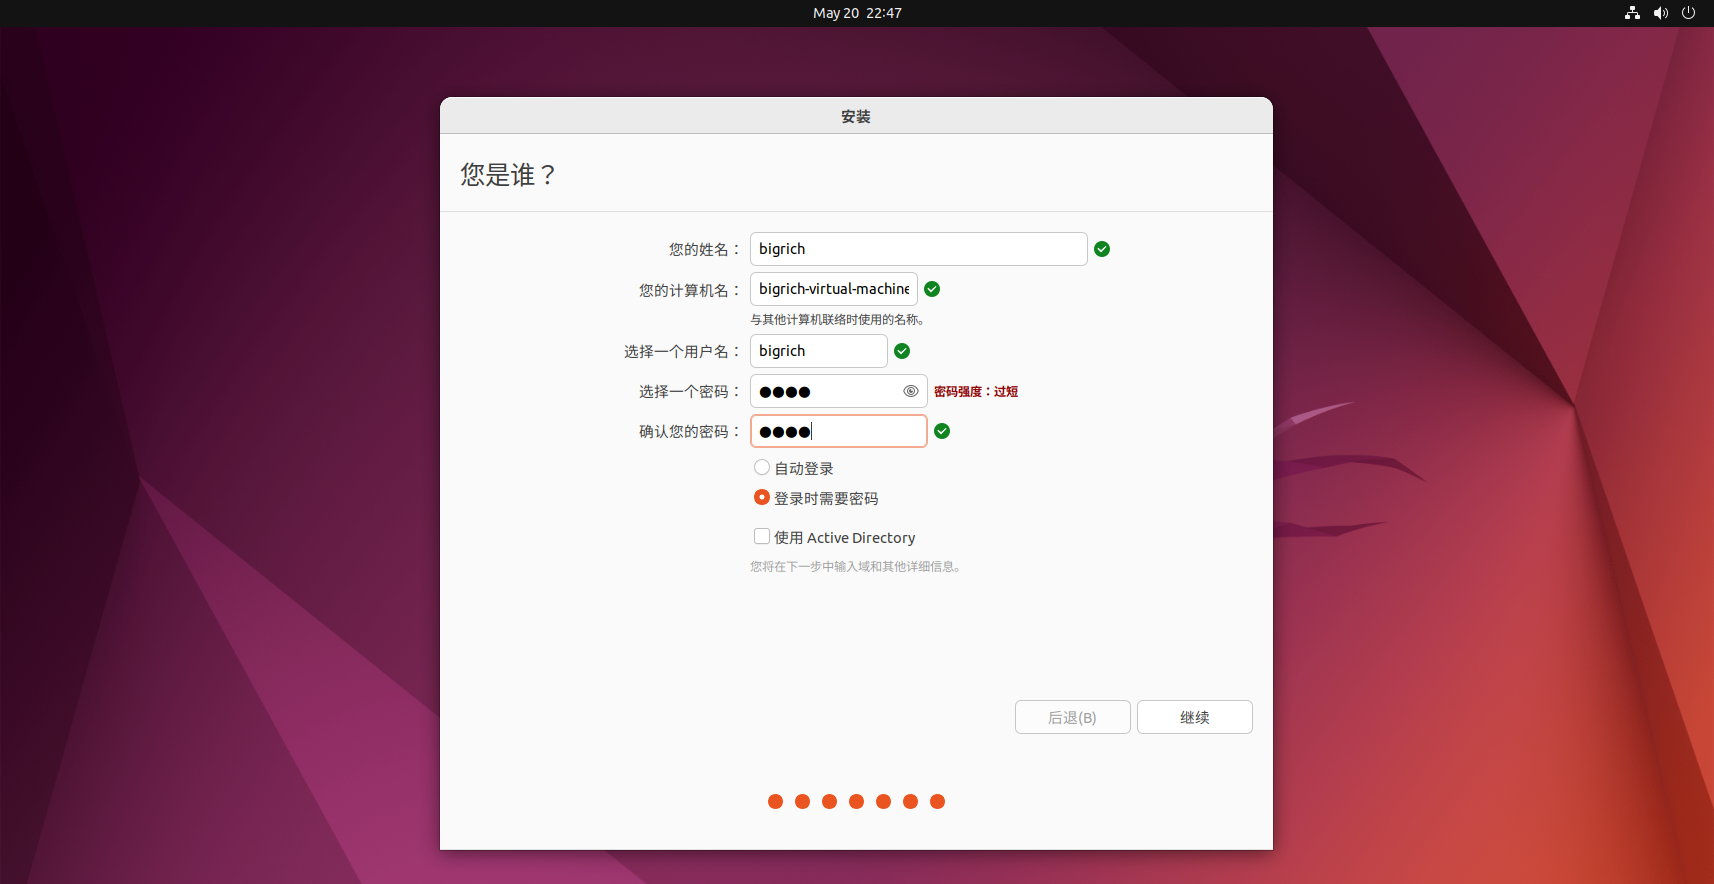 May 20 22:47
安装
您是谁？
您的姓名： bigrich
您的计算机名： bigrich-virtual-machine
与其他计算机联络时使用的名称。
选择一个用户名： bigrich
选择一个密码： ●●●● 密码强度：过短
确认您的密码： ●●●●
自动登录
登录时需要密码
使用 Active Directory
您将在下一步中输入域和其他详细信息。
后退(B) 继续